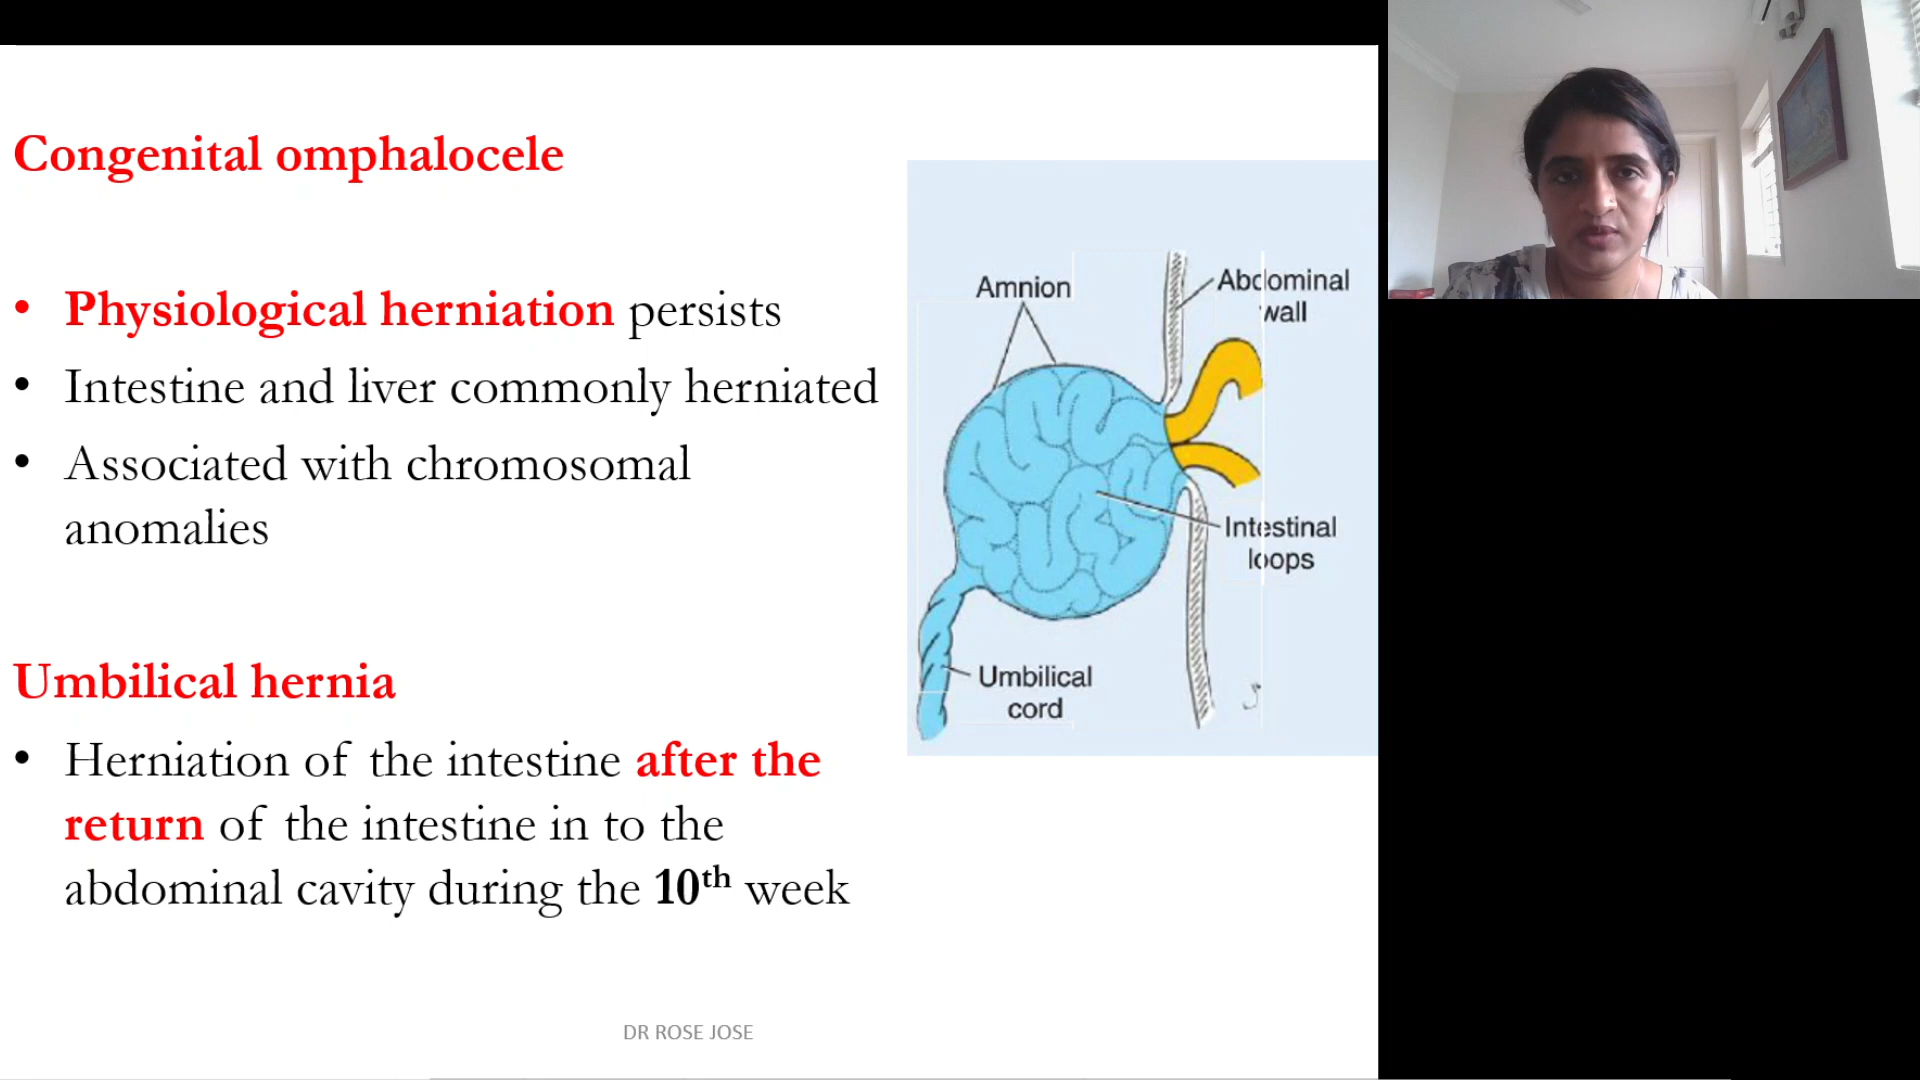 Congenital omphalocele
• Physiological herniation persists
• Intestine and liver commonly herniated
• Associated with chromosomal
anomalies
Umbilical hernia
• Herniation of the intestine after the
return of the intestine in to the
abdominal cavity during the 10th week
Amnion
Abdominal
wall
Intestinal
loops
Umbilical
cord
DR ROSE JOSE